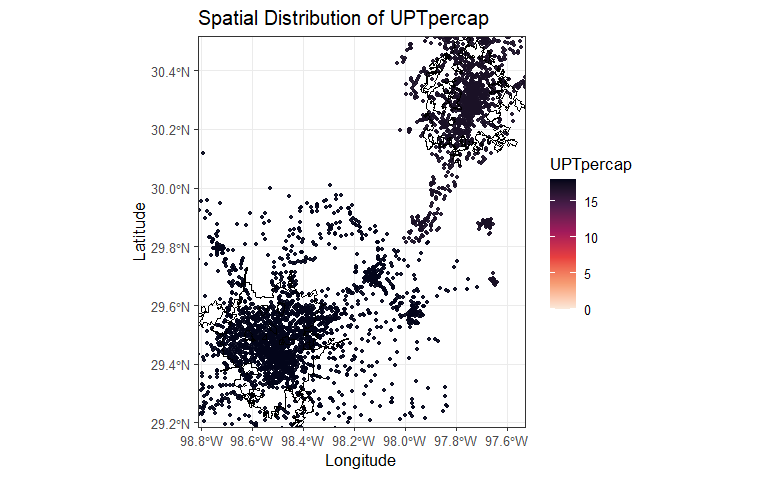 Spatial Distribution of UPTpercap
30.4°N
30.2°N
30.0°N
29.8°N
29.6°N
29.4°N
29.2°N
Latitude
98.8°W 98.6°W 98.4°W 98.2°W 98.0°W 97.8°W 97.6°W
Longitude
UPTpercap
15
10
5
0